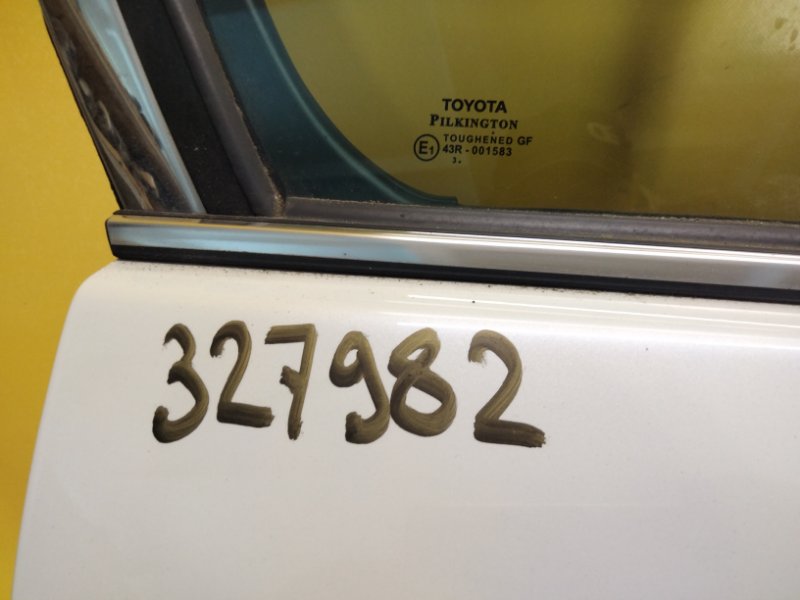 TOYOTA
PILKINGTON
TOUGHENED GF
E1 43R - 001583
3.
327982